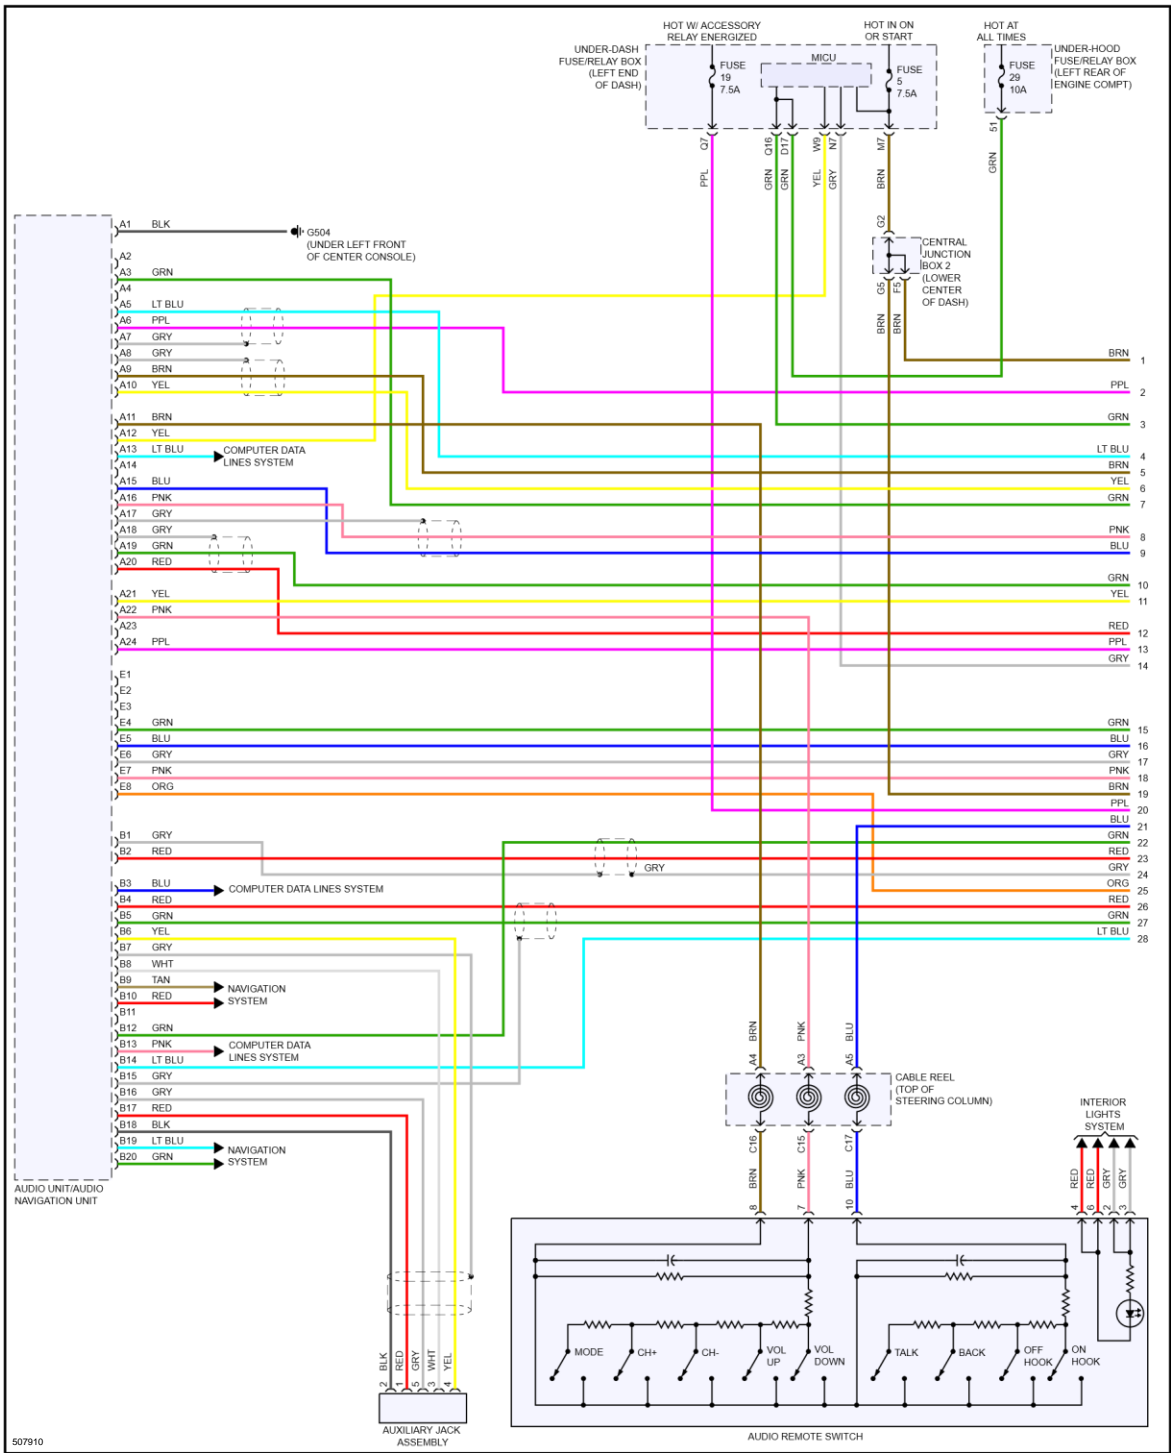 HOT W/ ACCESSORY
RELAY ENERGIZED
HOT IN ON
OR START
HOT AT
ALL TIMES
UNDER-DASH
FUSE/RELAY BOX
(LEFT END
OF DASH)
FUSE
19
7.5A
MICU
FUSE
5
7.5A
FUSE
29
10A
UNDER-HOOD
FUSE/RELAY BOX
(LEFT REAR OF
ENGINE COMPT)
Q7
Q16
D17
W9
N7
M7
51
PPL
GRN
GRN
YEL
GRY
BRN
GRN
G2
CENTRAL
JUNCTION
BOX 2
(LOWER
CENTER
OF DASH)
G5
F5
BRN
BRN
A1 BLK
G504
(UNDER LEFT FRONT
OF CENTER CONSOLE)
A2
A3 GRN
A4
A5 LT BLU
A6 PPL
A7 GRY
A8 GRY
A9 BRN
A10 YEL
A11 BRN
A12 YEL
A13 LT BLU
COMPUTER DATA
LINES SYSTEM
A14
A15 BLU
A16 PNK
A17 GRY
A18 GRY
A19 GRN
A20 RED
A21 YEL
A22 PNK
A23
A24 PPL
E1
E2
E3
E4 GRN
E5 BLU
E6 GRY
E7 PNK
E8 ORG
B1 GRY
B2 RED
GRY
B3 BLU
COMPUTER DATA LINES SYSTEM
B4 RED
B5 GRN
B6 YEL
B7 GRY
B8 WHT
B9 TAN
B10 RED
NAVIGATION
SYSTEM
B11
B12 GRN
B13 PNK
COMPUTER DATA
LINES SYSTEM
B14 LT BLU
B15 GRY
B16 GRY
B17 RED
B18 BLK
B19 LT BLU
B20 GRN
NAVIGATION
SYSTEM
AUDIO UNIT/AUDIO
NAVIGATION UNIT
BRN 1
PPL 2
GRN 3
LT BLU 4
BRN 5
YEL 6
GRN 7
PNK 8
BLU 9
GRN 10
YEL 11
RED 12
PPL 13
GRY 14
GRN 15
BLU 16
GRY 17
PNK 18
BRN 19
PPL 20
BLU 21
GRN 22
RED 23
GRY 24
ORG 25
RED 26
GRN 27
LT BLU 28
BRN
PNK
BLU
A4
A3
A5
CABLE REEL
(TOP OF
STEERING COLUMN)
C16
C15
C17
BRN
PNK
BLU
8
7
10
INTERIOR
LIGHTS
SYSTEM
RED
RED
GRY
GRY
4
6
2
3
MODE
CH+
CH-
VOL
UP
VOL
DOWN
TALK
BACK
OFF
HOOK
ON
HOOK
AUDIO REMOTE SWITCH
BLK
RED
GRY
WHT
YEL
2
1
5
3
4
AUXILIARY JACK
ASSEMBLY
507910